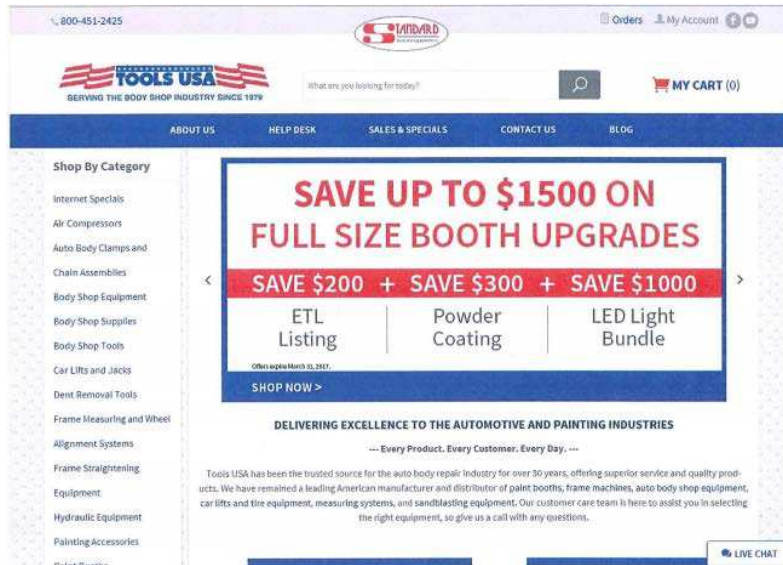 800-451-2425
STANDARD
Orders
My Account
TOOLS USA
SERVING THE BODY SHOP INDUSTRY SINCE 1979
What are you looking for today?
MY CART (0)
ABOUT US
HELP DESK
SALES & SPECIALS
CONTACT US
BLOG
Shop By Category
Internet Specials
Air Compressors
Auto Body Clamps and
Chain Assemblies
Body Shop Equipment
Body Shop Supplies
Body Shop Tools
Car Lifts and Jacks
Dent Removal Tools
Frame Measuring and Wheel
Alignment Systems
Frame Straightening
Equipment
Hydraulic Equipment
Painting Accessories
Paint Booths
SAVE UP TO $1500 ON
FULL SIZE BOOTH UPGRADES
SAVE $200 + SAVE $300 + SAVE $1000
ETL
Listing
Powder
Coating
LED Light
Bundle
Offers expire March 31, 2017.
SHOP NOW >
DELIVERING EXCELLENCE TO THE AUTOMOTIVE AND PAINTING INDUSTRIES
--- Every Product. Every Customer. Every Day. ---
Tools USA has been the trusted source for the auto body repair industry for over 30 years, offering superior service and quality prod-
ucts. We have remained a leading American manufacturer and distributor of paint booths, frame machines, auto body shop equipment,
car lifts and tire equipment, measuring systems, and sandblasting equipment. Our customer care team is here to assist you in selecting
the right equipment, so give us a call with any questions.
LIVE CHAT